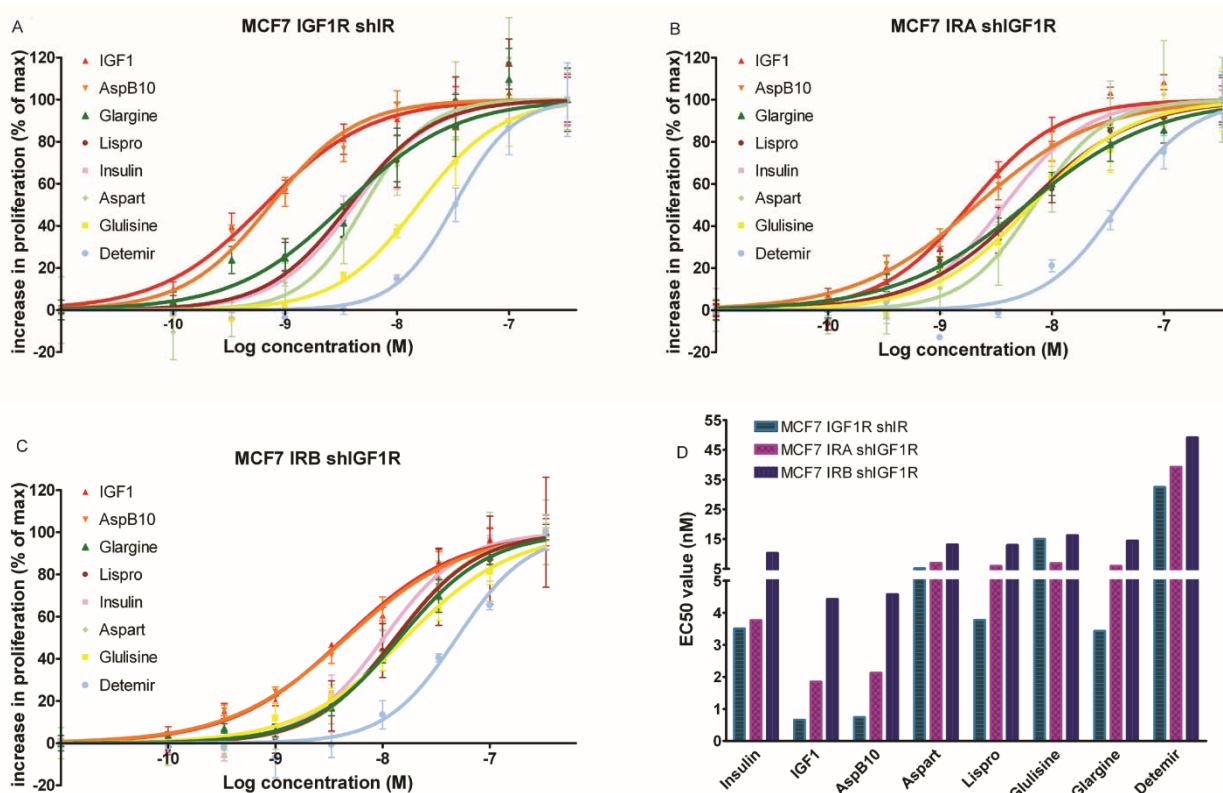 A
MCF7 IGF1R shIR
increase in proliferation (% of max)
120
100
80
60
40
20
0
-20
IGF1
AspB10
Glargine
Lispro
Insulin
Aspart
Glulisine
Detemir
-10
-9
-8
-7
Log concentration (M)
B
MCF7 IRA shIGF1R
increase in proliferation (% of max)
120
100
80
60
40
20
0
-20
IGF1
AspB10
Glargine
Lispro
Insulin
Aspart
Glulisine
Detemir
-10
-9
-8
-7
Log concentration (M)
C
MCF7 IRB shIGF1R
increase in proliferation (% of max)
120
100
80
60
40
20
0
-20
IGF1
AspB10
Glargine
Lispro
Insulin
Aspart
Glulisine
Detemir
-10
-9
-8
-7
Log concentration (M)
D
MCF7 IGF1R shIR
MCF7 IRA shIGF1R
MCF7 IRB shIGF1R
EC50 value (nM)
55
45
35
25
15
5
5
4
3
2
1
0
Insulin
IGF1
AspB10
Aspart
Lispro
Glulisine
Glargine
Detemir